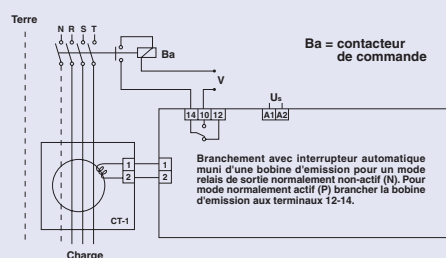 Terre
N R S T
Ba
Ba = contacteur
de commande
V
Us
14 10 12
A1 A2
1
2
1
2
Branchement avec interrupteur automatique
muni d'une bobine d'emission pour un mode
relais de sortie normalement non-actif (N). Pour
mode normalement actif (P) brancher la bobine
d'emission aux terminaux 12-14.
CT-1
Charge